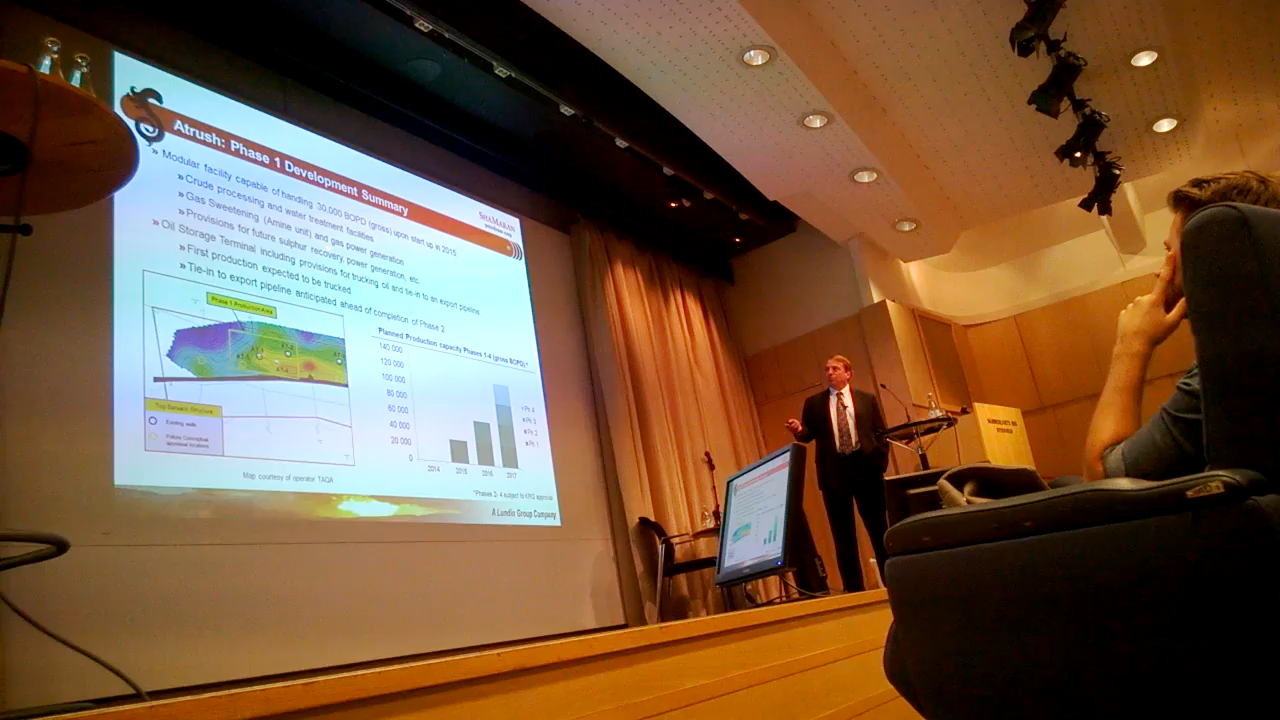 Atrush: Phase 1 Development Summary
SHAMARAN
» Modular facility capable of handling 30,000 BOPD (gross) upon start up in 2015
» Crude processing and water treatment facilities
» Gas Sweetening (Amine unit) and gas power generation
» Provisions for future sulphur recovery, power generation, etc.
» Oil Storage Terminal including provisions for trucking oil and tie-in to an export pipeline
» First production expected to be trucked
» Tie-in to export pipeline anticipated ahead of completion of Phase 2
Phase 1 Production Area
Existing wells
Future Conceptual
appraisal locations
Map courtesy of operator TAQA
Planned Production capacity Phases 1-4 (gross BOPD)*
140 000
120 000
100 000
80 000
60 000
40 000
20 000
0
2014
2015
2016
2017
Ph 4
Ph 3
Ph 2
Ph 1
*Phases 2-4 subject to KRG approval
A Lundin Group Company